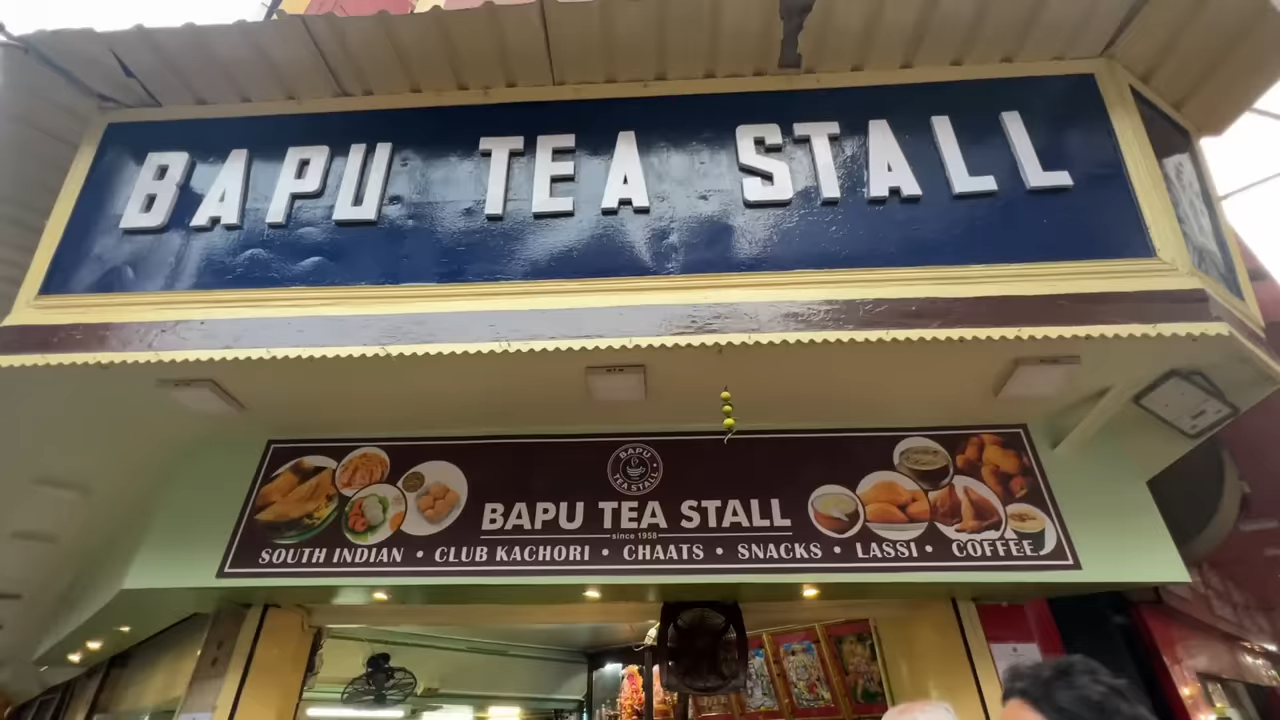 BAPU TEA STALL
BAPU
TEA STALL
BAPU TEA STALL
since 1958
SOUTH INDIAN • CLUB KACHORI • CHAATS • SNACKS • LASSI • COFFEE